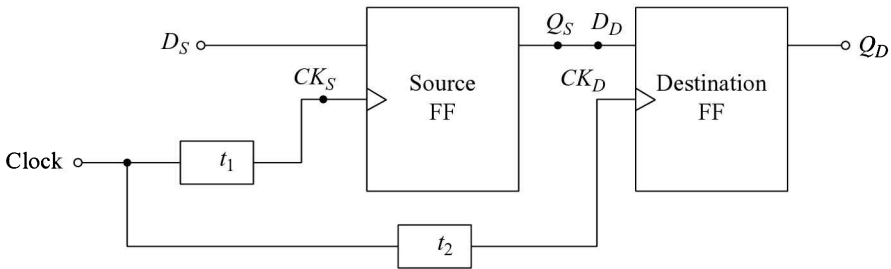 Q_S D_D
D_S Q_D
CK_S Source FF CK_D Destination FF
Clock t_1
t_2